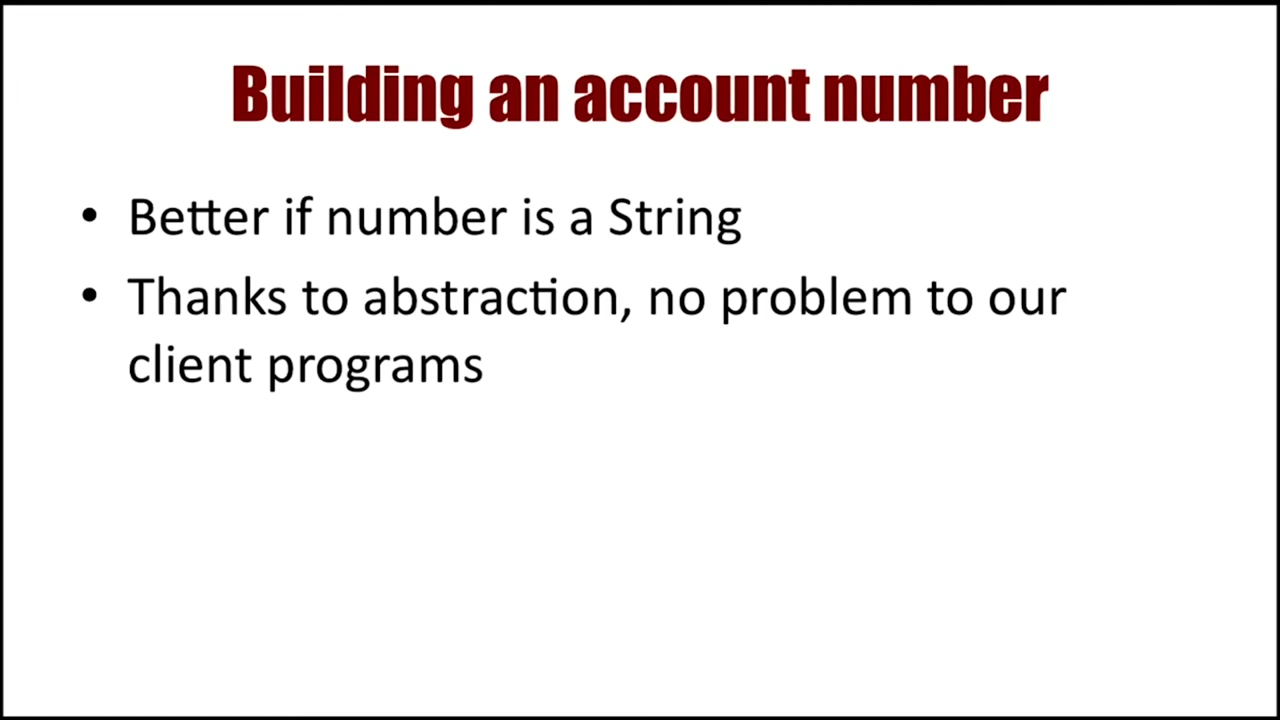 Building an account number
• Better if number is a String
• Thanks to abstraction, no problem to our
client programs